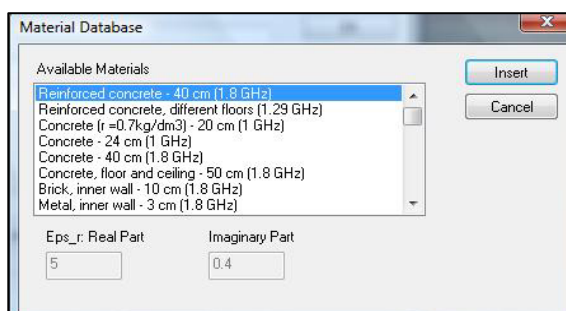 Material Database
Available Materials
Insert
Reinforced concrete - 40 cm (1.8 GHz)
Reinforced concrete, different floors (1.29 GHz)
Cancel
Concrete (r =0.7kg/dm3) - 20 cm (1 GHz)
Concrete - 24 cm (1 GHz)
Concrete - 40 cm (1.8 GHz)
Concrete, floor and ceiling - 50 cm (1.8 GHz)
Brick, inner wall - 10 cm (1.8 GHz)
Metal, inner wall - 3 cm (1.8 GHz)
Eps_r: Real Part
Imaginary Part
5
0.4